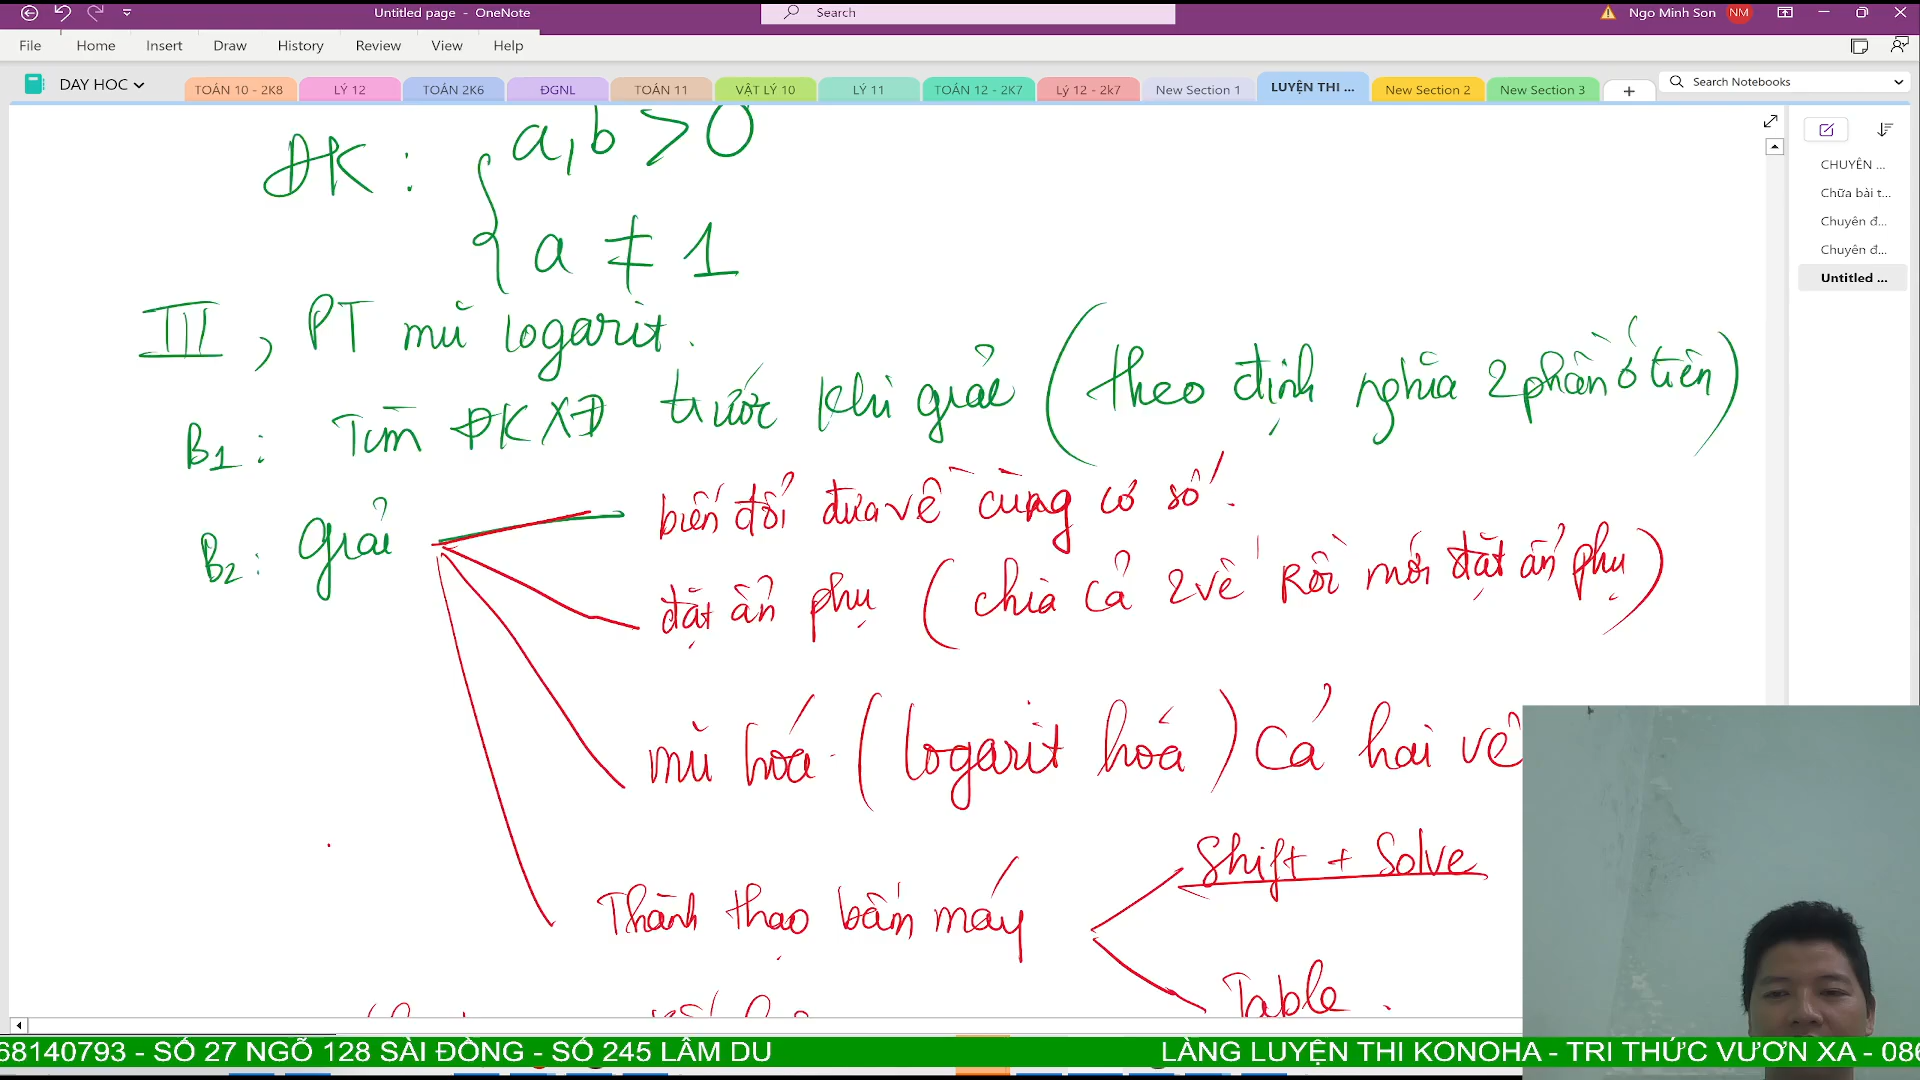 Untitled page - OneNote
Search
Ngo Minh Son
NM
File Home Insert Draw History Review View Help
DAY HOC
TOÁN 10 - 2K8
LÝ 12
TOÁN 2K6
ĐGNL
TOÁN 11
VẬT LÝ 10
LÝ 11
TOÁN 12 - 2K7
Lý 12 - 2k7
New Section 1
LUYỆN THI ...
New Section 2
New Section 3
+
Search Notebooks
CHUYÊN ...
Chữa bài t...
Chuyên đ...
Chuyên đ...
Untitled ...
ĐK : { a, b > 0
a ≠ 1
III, PT mũ logarit.
B1: Tìm ĐKXĐ trước khi giải (theo định nghĩa 2 phần ở tiên)
B2: Giải
biến đổi đưa về cùng cơ số.
đặt ẩn phụ (chia cả 2 vế Rồi mới đặt ẩn phụ)
mũ hóa (logarit hóa) Cả hai vế
Thành thạo bấm máy
Shift + Solve
Table.
68140793 - SỐ 27 NGÕ 128 SÀI ĐỒNG - SỐ 245 LÂM DU
LÀNG LUYỆN THI KONOHA - TRI THỨC VƯƠN XA - 086